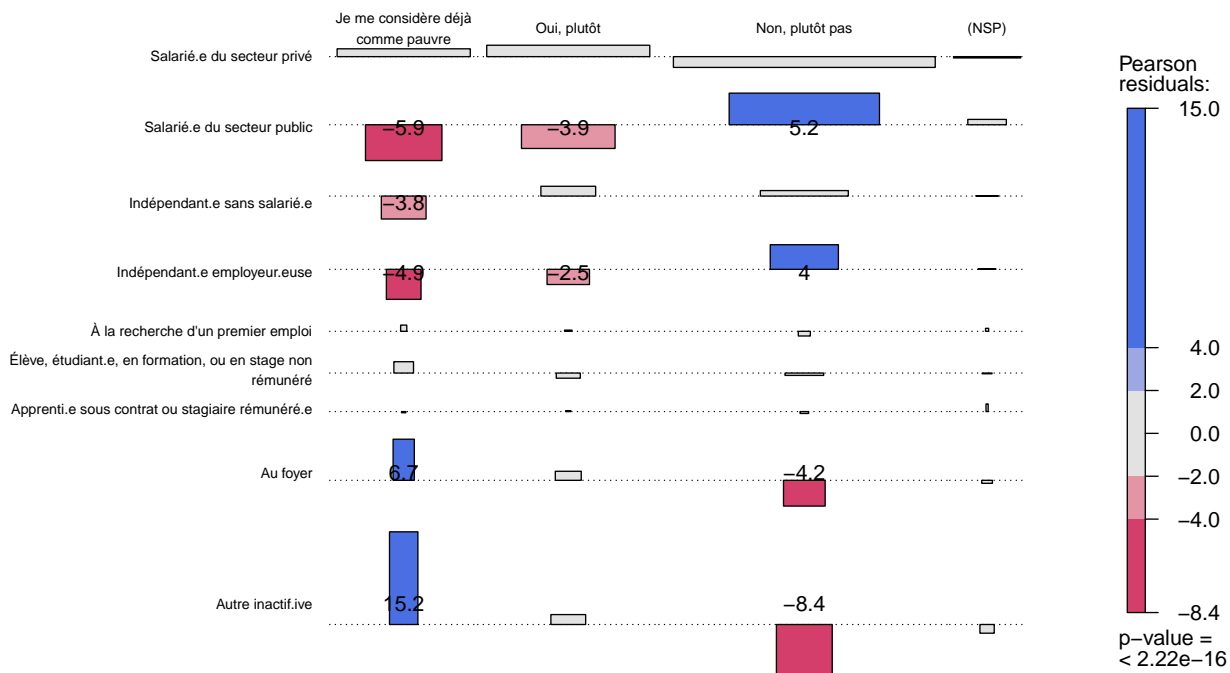 Je me considère déjà
comme pauvre
Oui, plutôt
Non, plutôt pas
(NSP)
Salarié.e du secteur privé
Salarié.e du secteur public
−5.9
−3.9
5.2
Indépendant.e sans salarié.e
−3.8
Indépendant.e employeur.euse
−4.9
−2.5
4
À la recherche d'un premier emploi
Élève, étudiant.e, en formation, ou en stage non
rémunéré
Apprenti.e sous contrat ou stagiaire rémunéré.e
Au foyer
6.7
−4.2
Autre inactif.ive
15.2
−8.4
Pearson
residuals:
15.0
4.0
2.0
0.0
−2.0
−4.0
−8.4
p−value =
< 2.22e−16